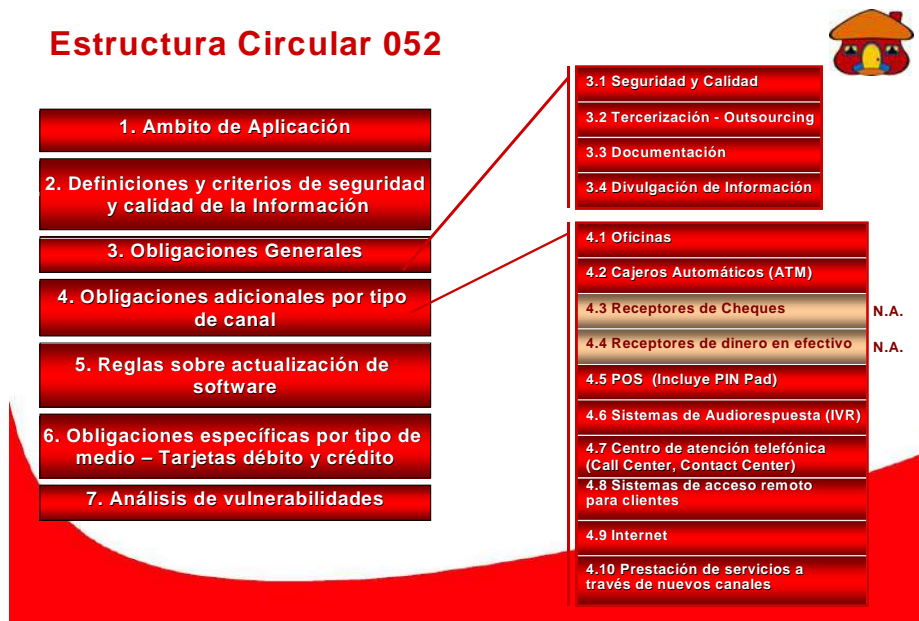 Estructura Circular 052
1. Ambito de Aplicación
2. Definiciones y criterios de seguridad
y calidad de la Información
3. Obligaciones Generales
4. Obligaciones adicionales por tipo
de canal
5. Reglas sobre actualización de
software
6. Obligaciones específicas por tipo de
medio – Tarjetas débito y crédito
7. Análisis de vulnerabilidades
3.1 Seguridad y Calidad
3.2 Tercerización - Outsourcing
3.3 Documentación
3.4 Divulgación de Información
4.1 Oficinas
4.2 Cajeros Automáticos (ATM)
4.3 Receptores de Cheques
N.A.
4.4 Receptores de dinero en efectivo
N.A.
4.5 POS (Incluye PIN Pad)
4.6 Sistemas de Audiorespuesta (IVR)
4.7 Centro de atención telefónica
(Call Center, Contact Center)
4.8 Sistemas de acceso remoto
para clientes
4.9 Internet
4.10 Prestación de servicios a
través de nuevos canales